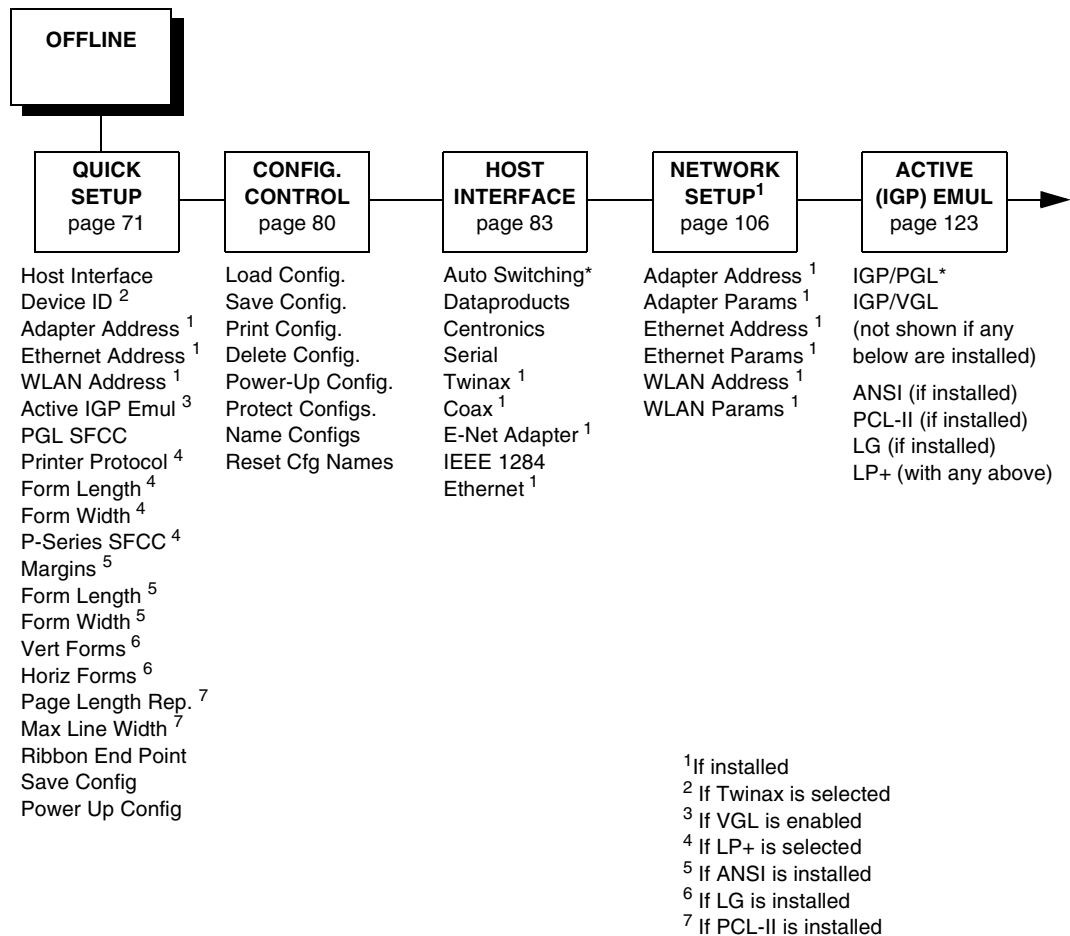 OFFLINE
QUICK
SETUP
page 71
CONFIG.
CONTROL
page 80
HOST
INTERFACE
page 83
NETWORK
SETUP1
page 106
ACTIVE
(IGP) EMUL
page 123
Host Interface
Device ID 2
Adapter Address 1
Ethernet Address 1
WLAN Address 1
Active IGP Emul 3
PGL SFCC
Printer Protocol 4
Form Length 4
Form Width 4
P-Series SFCC 4
Margins 5
Form Length 5
Form Width 5
Vert Forms 6
Horiz Forms 6
Page Length Rep. 7
Max Line Width 7
Ribbon End Point
Save Config
Power Up Config
Load Config.
Save Config.
Print Config.
Delete Config.
Power-Up Config.
Protect Configs.
Name Configs
Reset Cfg Names
Auto Switching*
Dataproducts
Centronics
Serial
Twinax 1
Coax 1
E-Net Adapter 1
IEEE 1284
Ethernet 1
Adapter Address 1
Adapter Params 1
Ethernet Address 1
Ethernet Params 1
WLAN Address 1
WLAN Params 1
IGP/PGL*
IGP/VGL
(not shown if any
below are installed)
ANSI (if installed)
PCL-II (if installed)
LG (if installed)
LP+ (with any above)
1If installed
2 If Twinax is selected
3 If VGL is enabled
4 If LP+ is selected
5 If ANSI is installed
6 If LG is installed
7 If PCL-II is installed